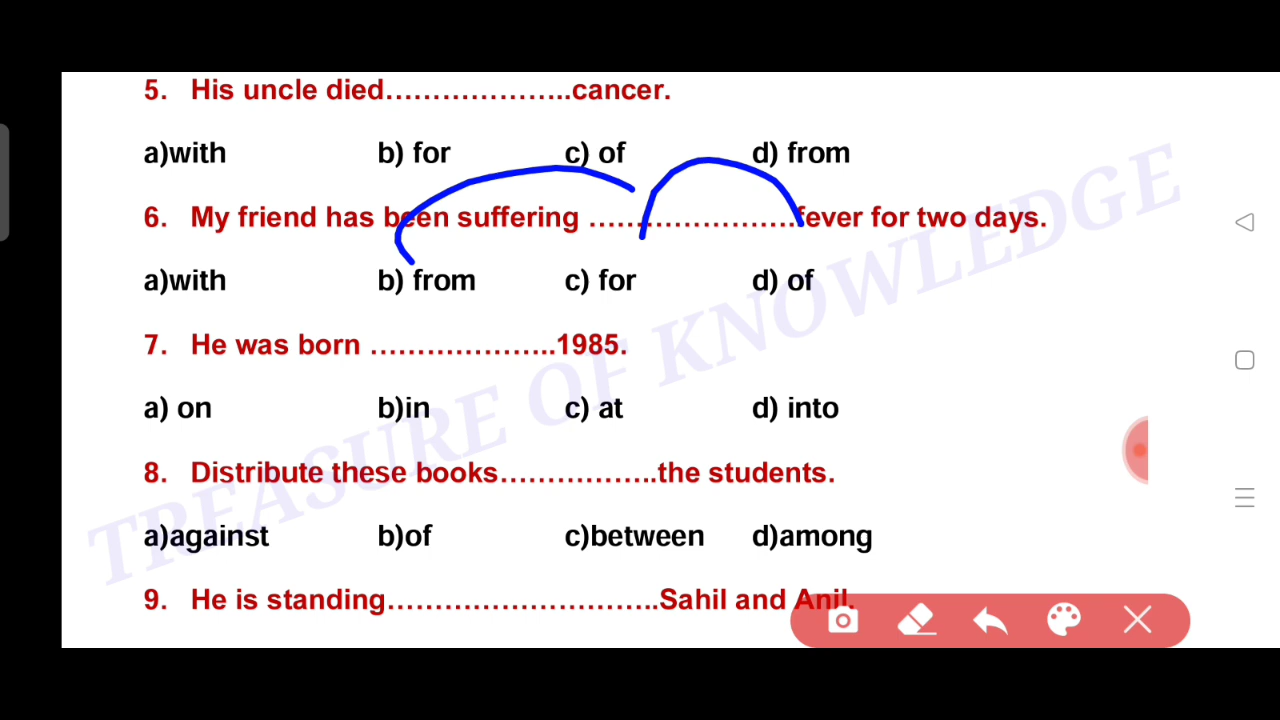 5. His uncle died………………..cancer.
a)with b) for c) of d) from
6. My friend has been suffering ………………….fever for two days.
a)with b) from c) for d) of
7. He was born ………………..1985.
a) on b)in c) at d) into
8. Distribute these books……………..the students.
a)against b)of c)between d)among
9. He is standing………………………..Sahil and Anil.
TREASURE OF KNOWLEDGE